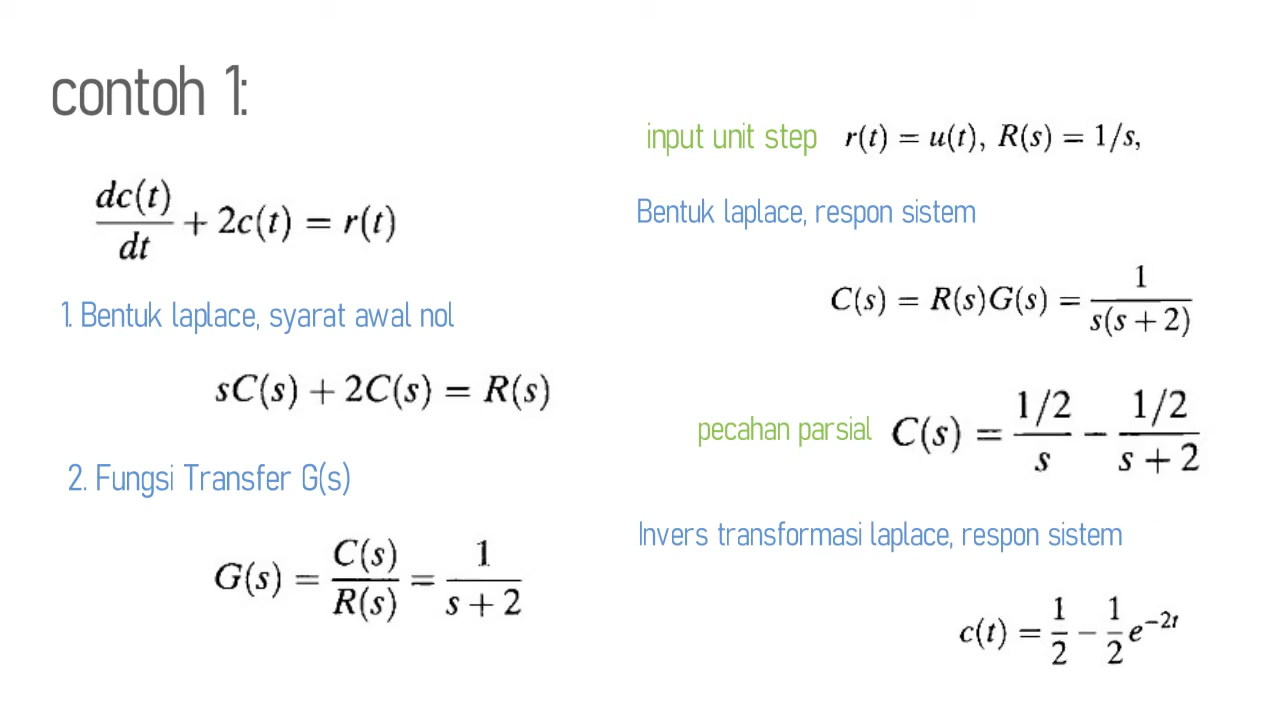 contoh 1:
dc(t)/dt + 2c(t) = r(t)
1. Bentuk laplace, syarat awal nol
sC(s) + 2C(s) = R(s)
2. Fungsi Transfer G(s)
G(s) = C(s)/R(s) = 1/(s + 2)
input unit step r(t) = u(t), R(s) = 1/s,
Bentuk laplace, respon sistem
C(s) = R(s)G(s) = 1/(s(s + 2))
pecahan parsial C(s) = (1/2)/s − (1/2)/(s + 2)
Invers transformasi laplace, respon sistem
c(t) = 1/2 − 1/2 e^{−2t}